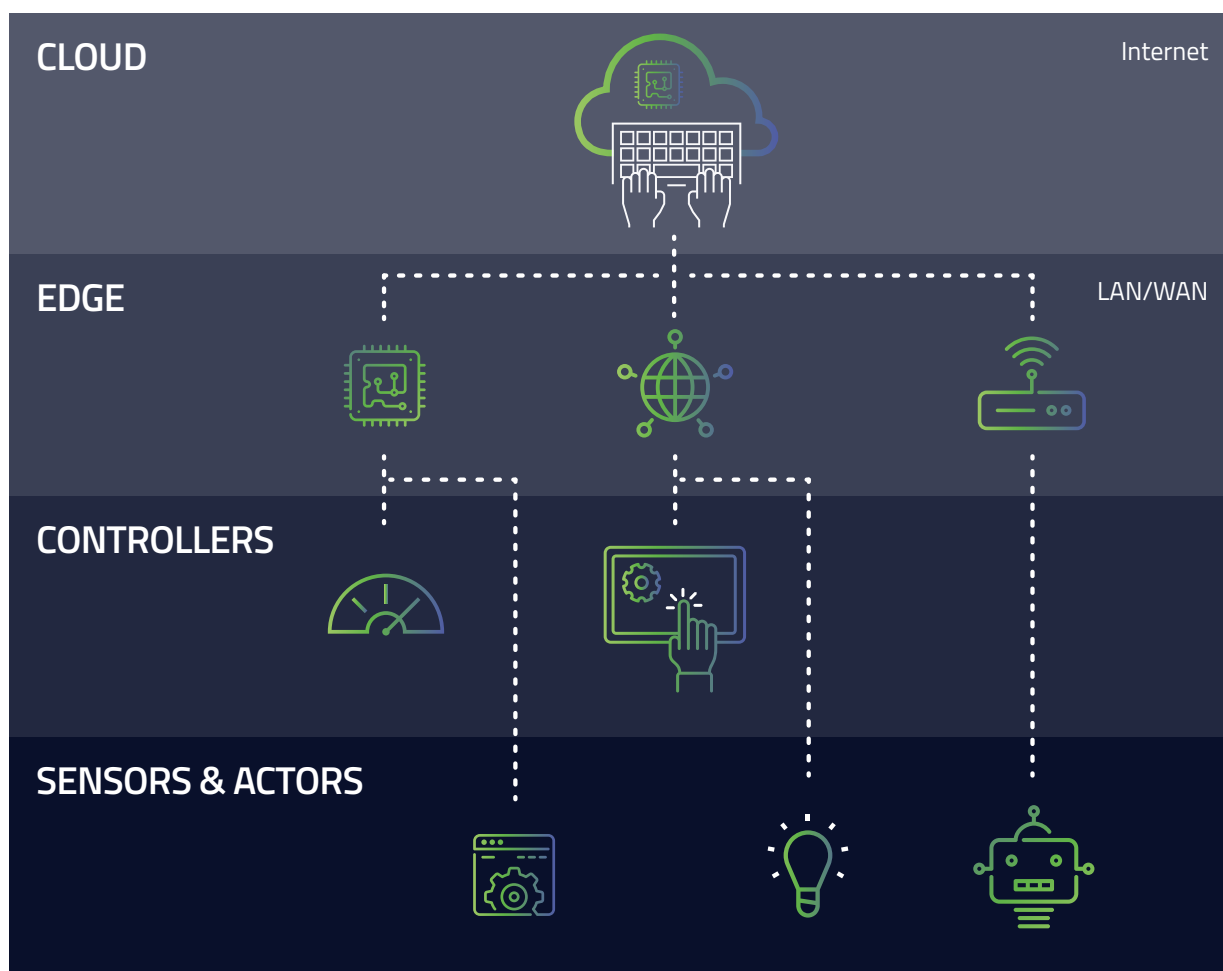 CLOUD
Internet
EDGE
LAN/WAN
CONTROLLERS
SENSORS & ACTORS